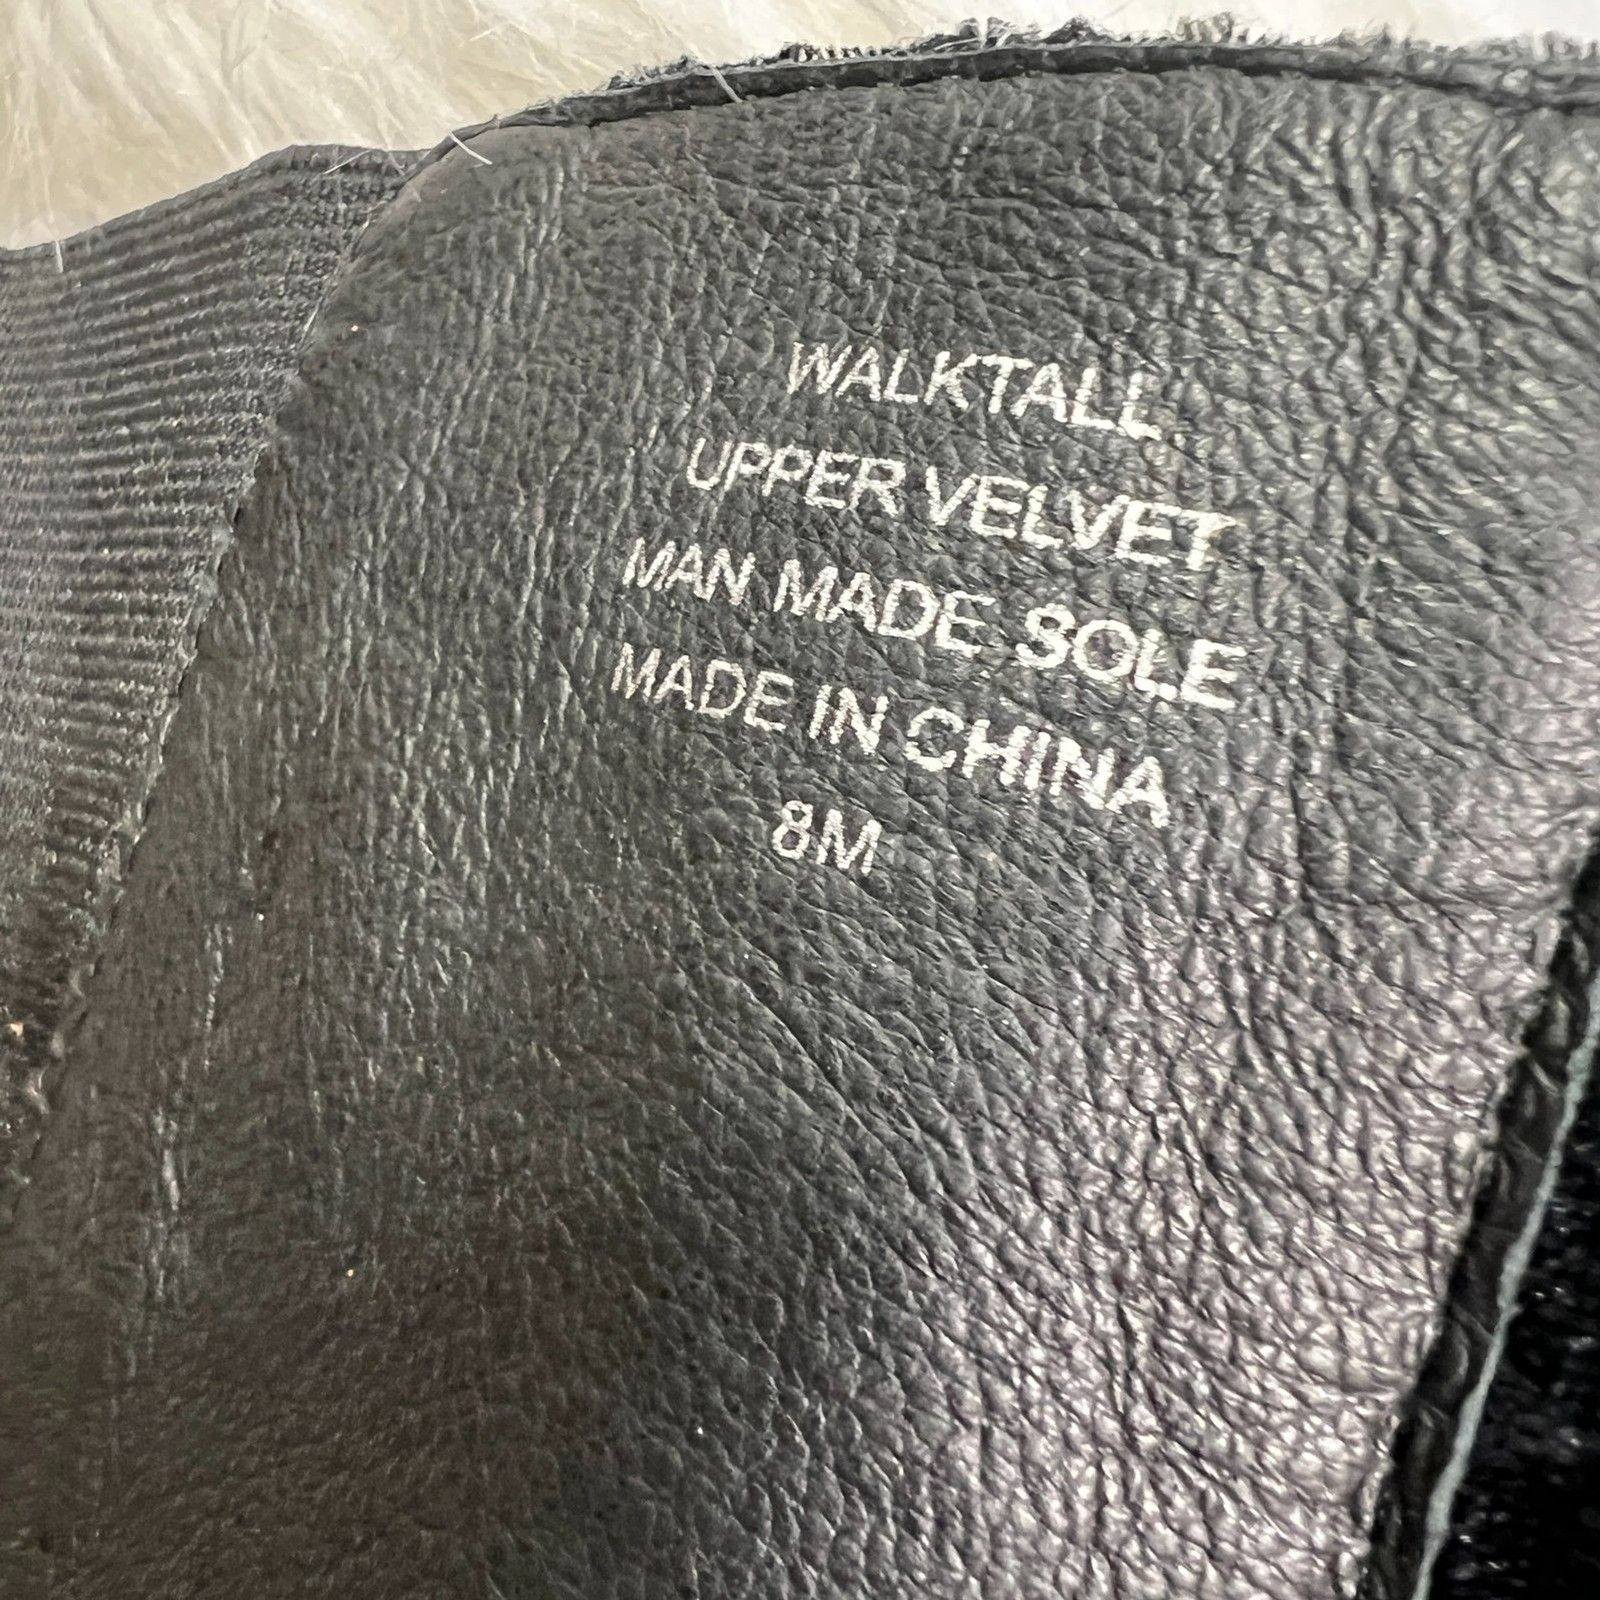 WALKTALL
UPPER VELVET
MAN MADE SOLE
MADE IN CHINA
8M